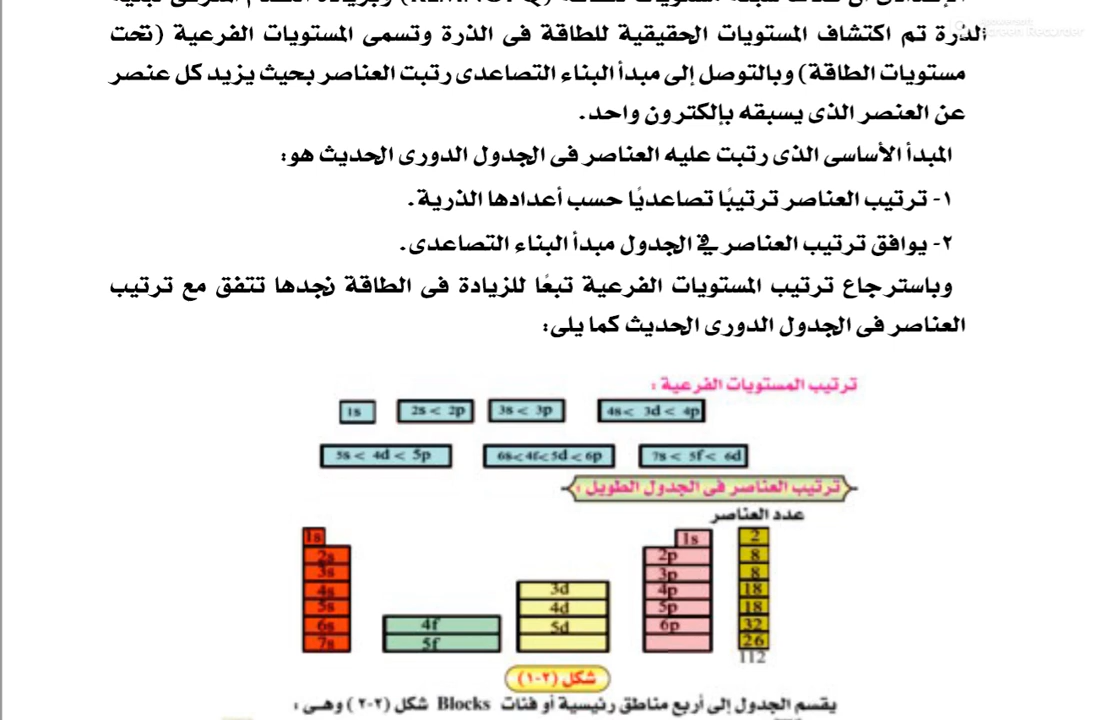 الذرة تم اكتشاف المستويات الحقيقية للطاقة فى الذرة وتسمى المستويات الفرعية (تحت
مستويات الطاقة) وبالتوصل إلى مبدأ البناء التصاعدى رتبت العناصر بحيث يزيد كل عنصر
عن العنصر الذى يسبقه بإلكترون واحد.
المبدأ الأساسى الذى رتبت عليه العناصر فى الجدول الدورى الحديث هو:
١- ترتيب العناصر ترتيبًا تصاعديًا حسب أعدادها الذرية.
٢- يوافق ترتيب العناصر في الجدول مبدأ البناء التصاعدى.
وباسترجاع ترتيب المستويات الفرعية تبعًا للزيادة فى الطاقة نجدها تتفق مع ترتيب
العناصر فى الجدول الدورى الحديث كما يلى:
ترتيب المستويات الفرعية :
1s 2s < 2p 3s < 3p 4s < 3d < 4p
5s < 4d < 5p 6s < 4f < 5d < 6p 7s < 5f < 6d
ترتيب العناصر فى الجدول الطويل :
عدد العناصر
1s 1s 2
2s 2p 8
3s 3p 8
4s 3d 4p 18
5s 4d 5p 18
6s 4f 5d 6p 32
7s 5f 26
112
شكل (٢-١)
يقسم الجدول إلى أربع مناطق رئيسية أو فئات Blocks شكل (٢-٢) وهى :